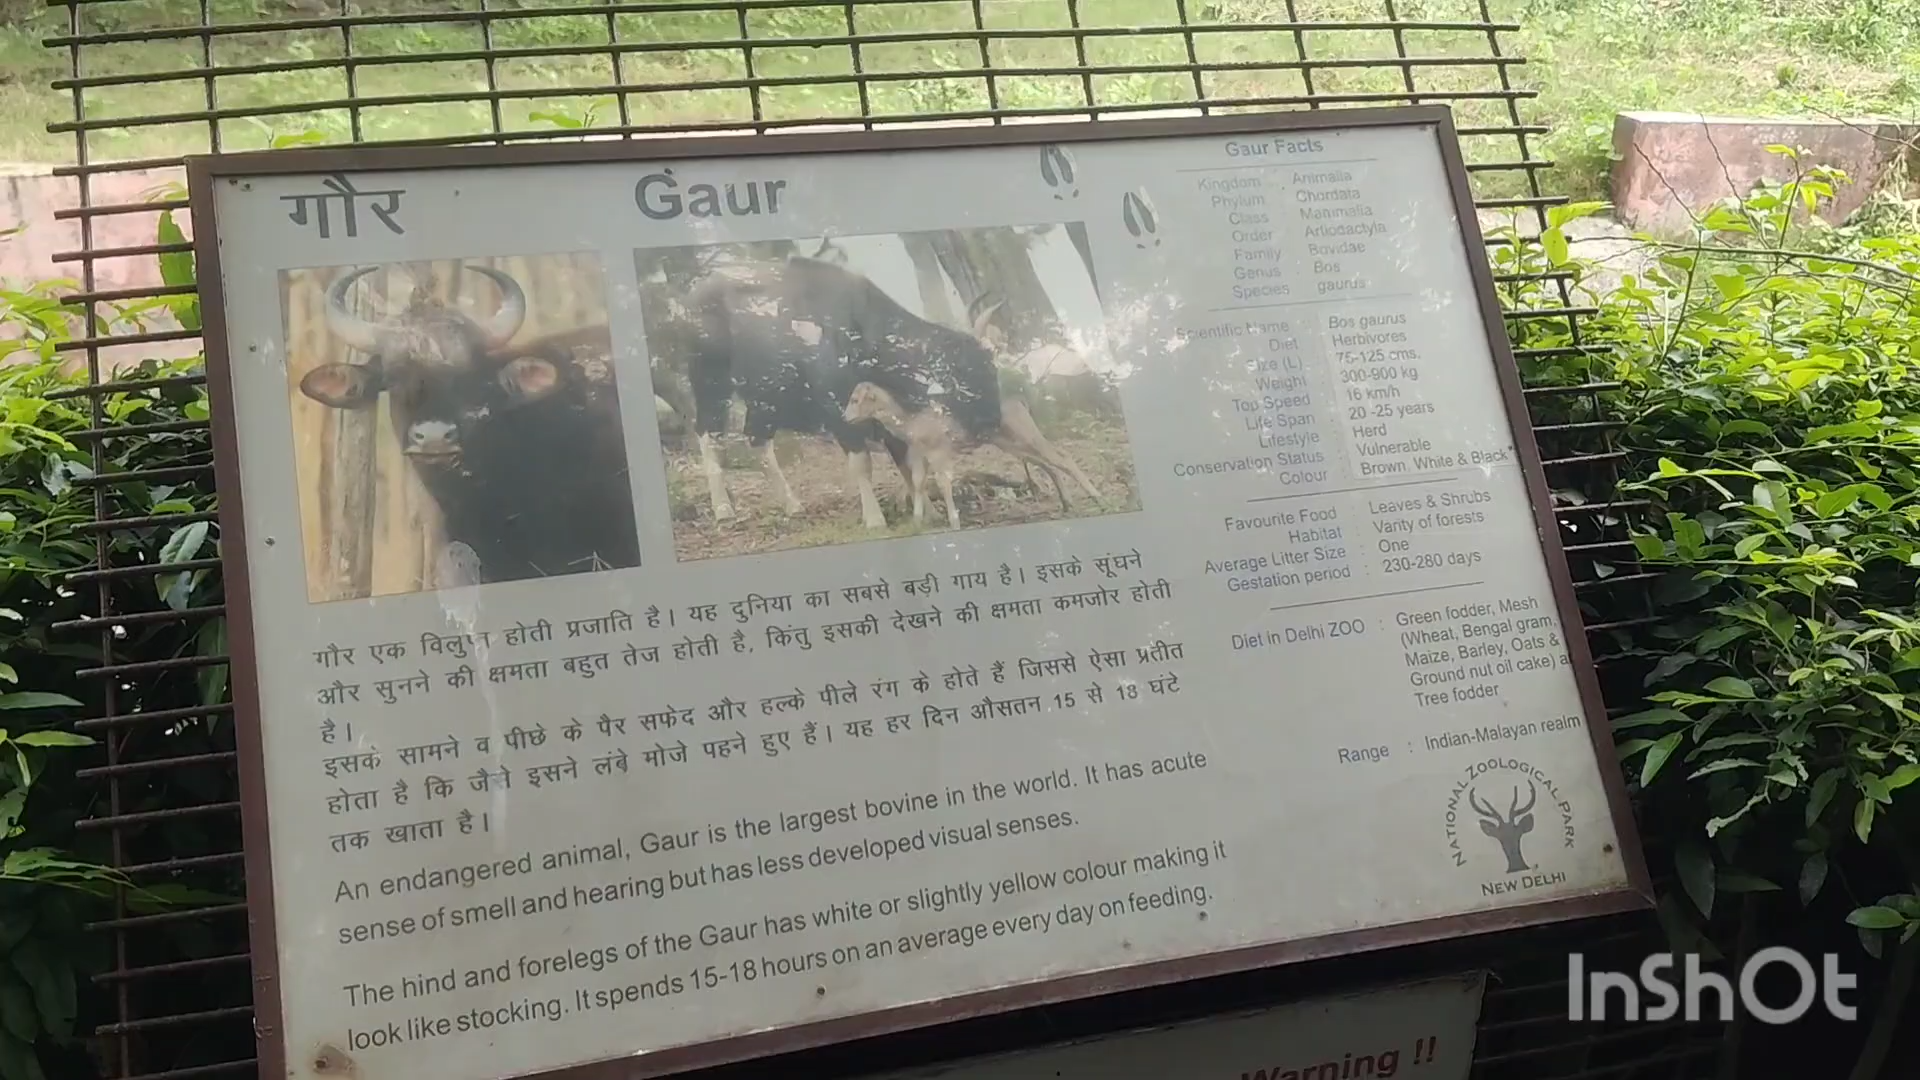 गौर
Gaur
गौर एक विलुप्त होती प्रजाति है। यह दुनिया का सबसे बड़ी गाय है। इसके सूंघने
और सुनने की क्षमता बहुत तेज होती है, किंतु इसकी देखने की क्षमता कमजोर होती
है।
इसके सामने व पीछे के पैर सफेद और हल्के पीले रंग के होते हैं जिससे ऐसा प्रतीत
होता है कि जैसे इसने लंबे मोजे पहने हुए हैं। यह हर दिन औसतन 15 से 18 घंटे
तक खाता है।
An endangered animal, Gaur is the largest bovine in the world. It has acute
sense of smell and hearing but has less developed visual senses.
The hind and forelegs of the Gaur has white or slightly yellow colour making it
look like stocking. It spends 15-18 hours on an average every day on feeding.
Gaur Facts
Kingdom : Animalia
Phylum : Chordata
Class : Mammalia
Order : Artiodactyla
Family : Bovidae
Genus : Bos
Species : gaurus
Scientific Name : Bos gaurus
Diet : Herbivores
Size (L) : 75-125 cms.
Weight : 300-900 kg
Top Speed : 16 km/h
Life Span : 20 -25 years
Lifestyle : Herd
Conservation Status : Vulnerable
Colour : Brown, White & Black
Favourite Food : Leaves & Shrubs
Habitat : Varity of forests
Average Litter Size : One
Gestation period : 230-280 days
Diet in Delhi ZOO : Green fodder, Mesh
(Wheat, Bengal gram,
Maize, Barley, Oats &
Ground nut oil cake)
Tree fodder
Range : Indian-Malayan realm
NATIONAL ZOOLOGICAL PARK
NEW DELHI
Warning !!
InShOt